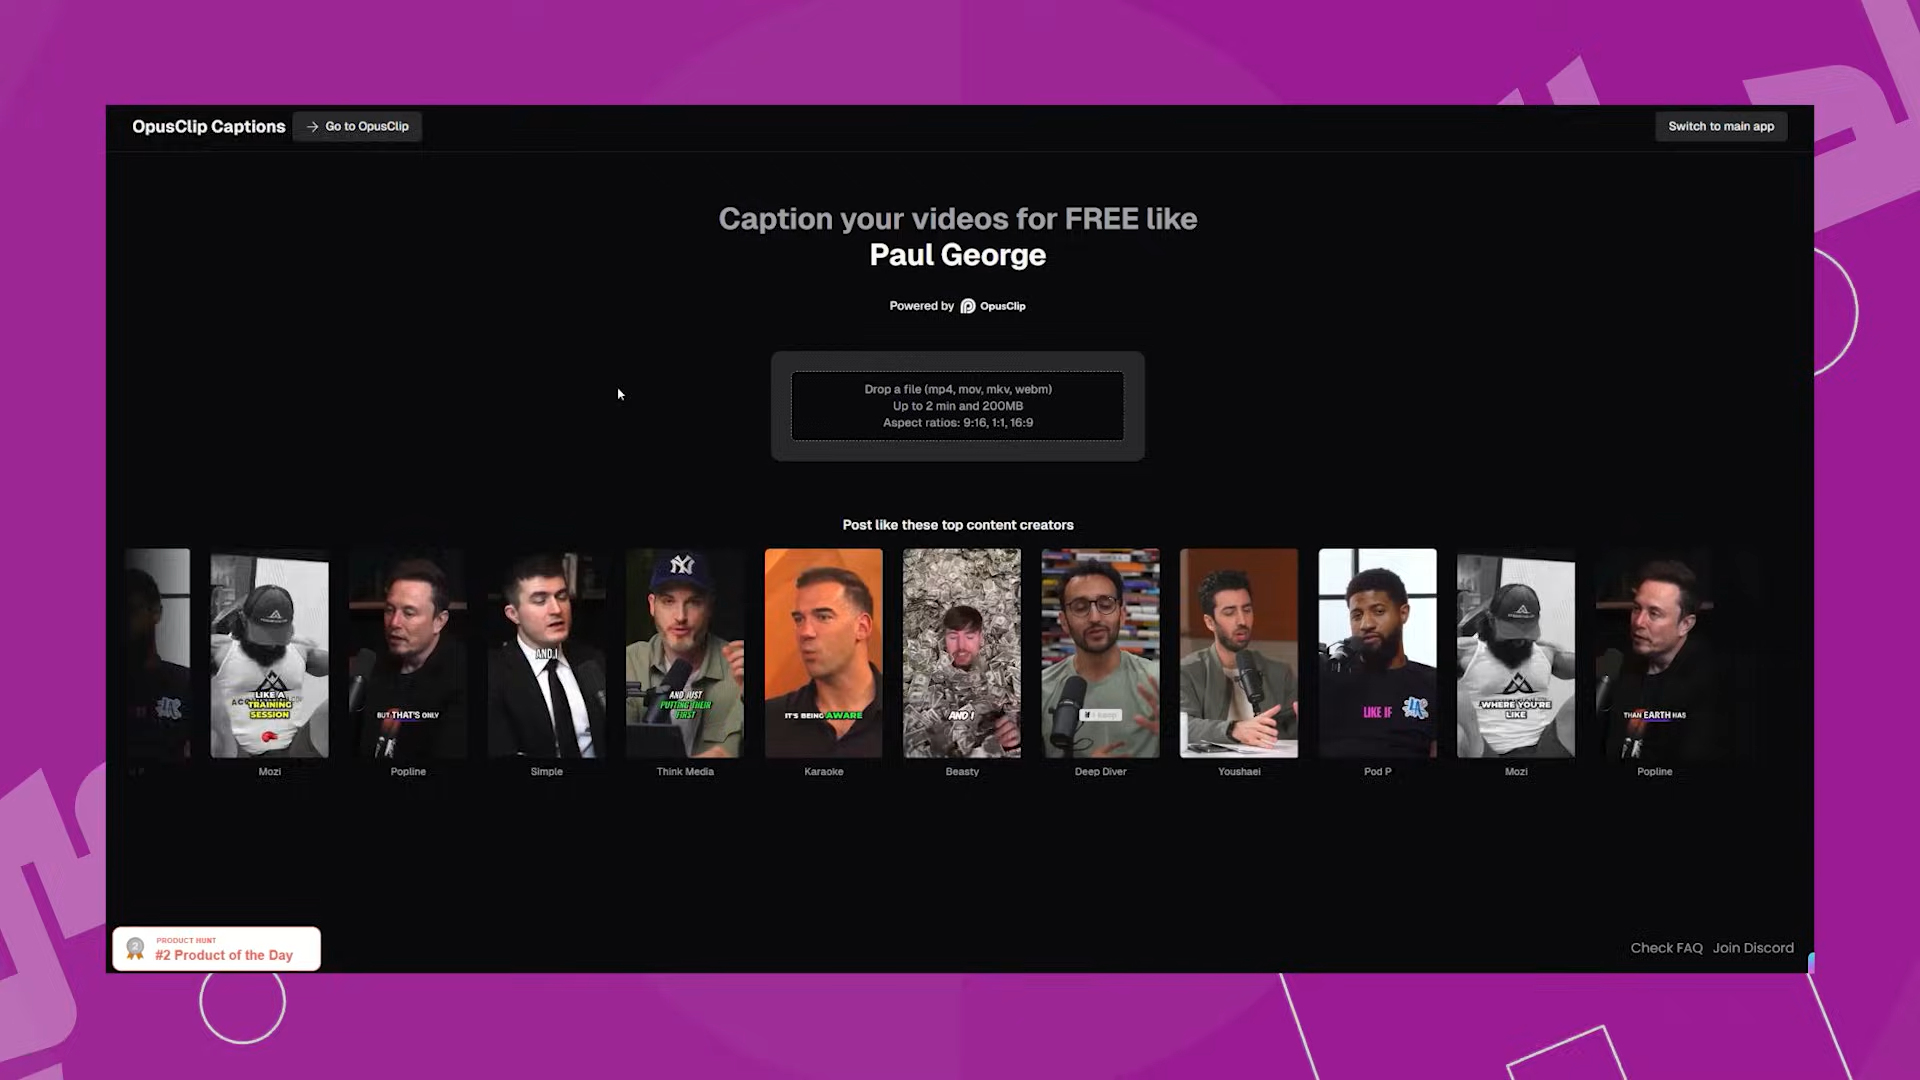 OpusClip Captions
Go to OpusClip
Switch to main app
Caption your videos for FREE like
Paul George
Powered by OpusClip
Drop a file (mp4, mov, mkv, webm)
Up to 2 min and 200MB
Aspect ratios: 9:16, 1:1, 16:9
Post like these top content creators
LIKE A
TRAINING
SESSION
BUT THAT'S ONLY
AND I
AND JUST
PUTTING THEIR
FIRST
IT'S BEING AWARE
AND I
LIKE IF
WHERE YOU'RE
LIKE
THAN EARTH HAS
Mozi
Popline
Simple
Think Media
Karaoke
Beasty
Deep Diver
Youshaei
Pod P
Mozi
Popline
2
PRODUCT HUNT
#2 Product of the Day
Check FAQ
Join Discord